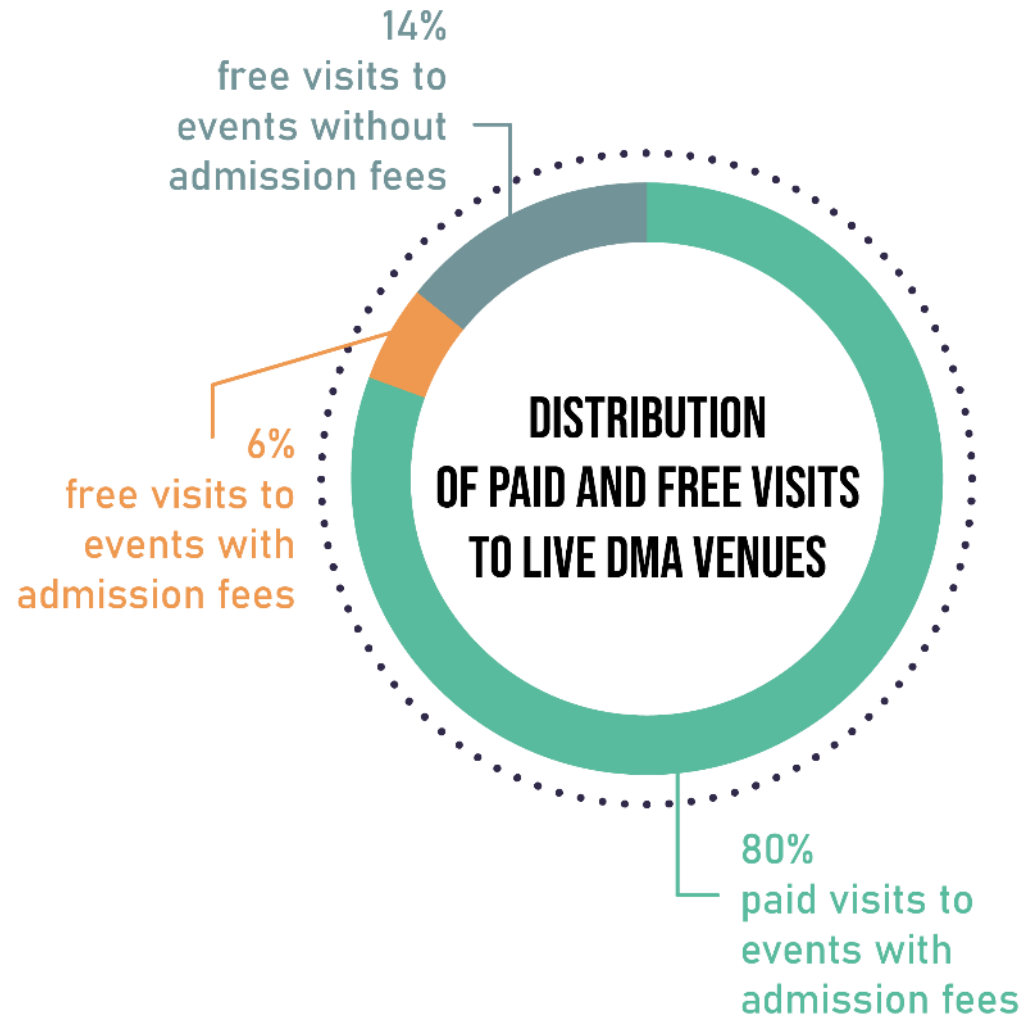 14%
free visits to
events without
admission fees
DISTRIBUTION
OF PAID AND FREE VISITS
TO LIVE DMA VENUES
6%
free visits to
events with
admission fees
80%
paid visits to
events with
admission fees